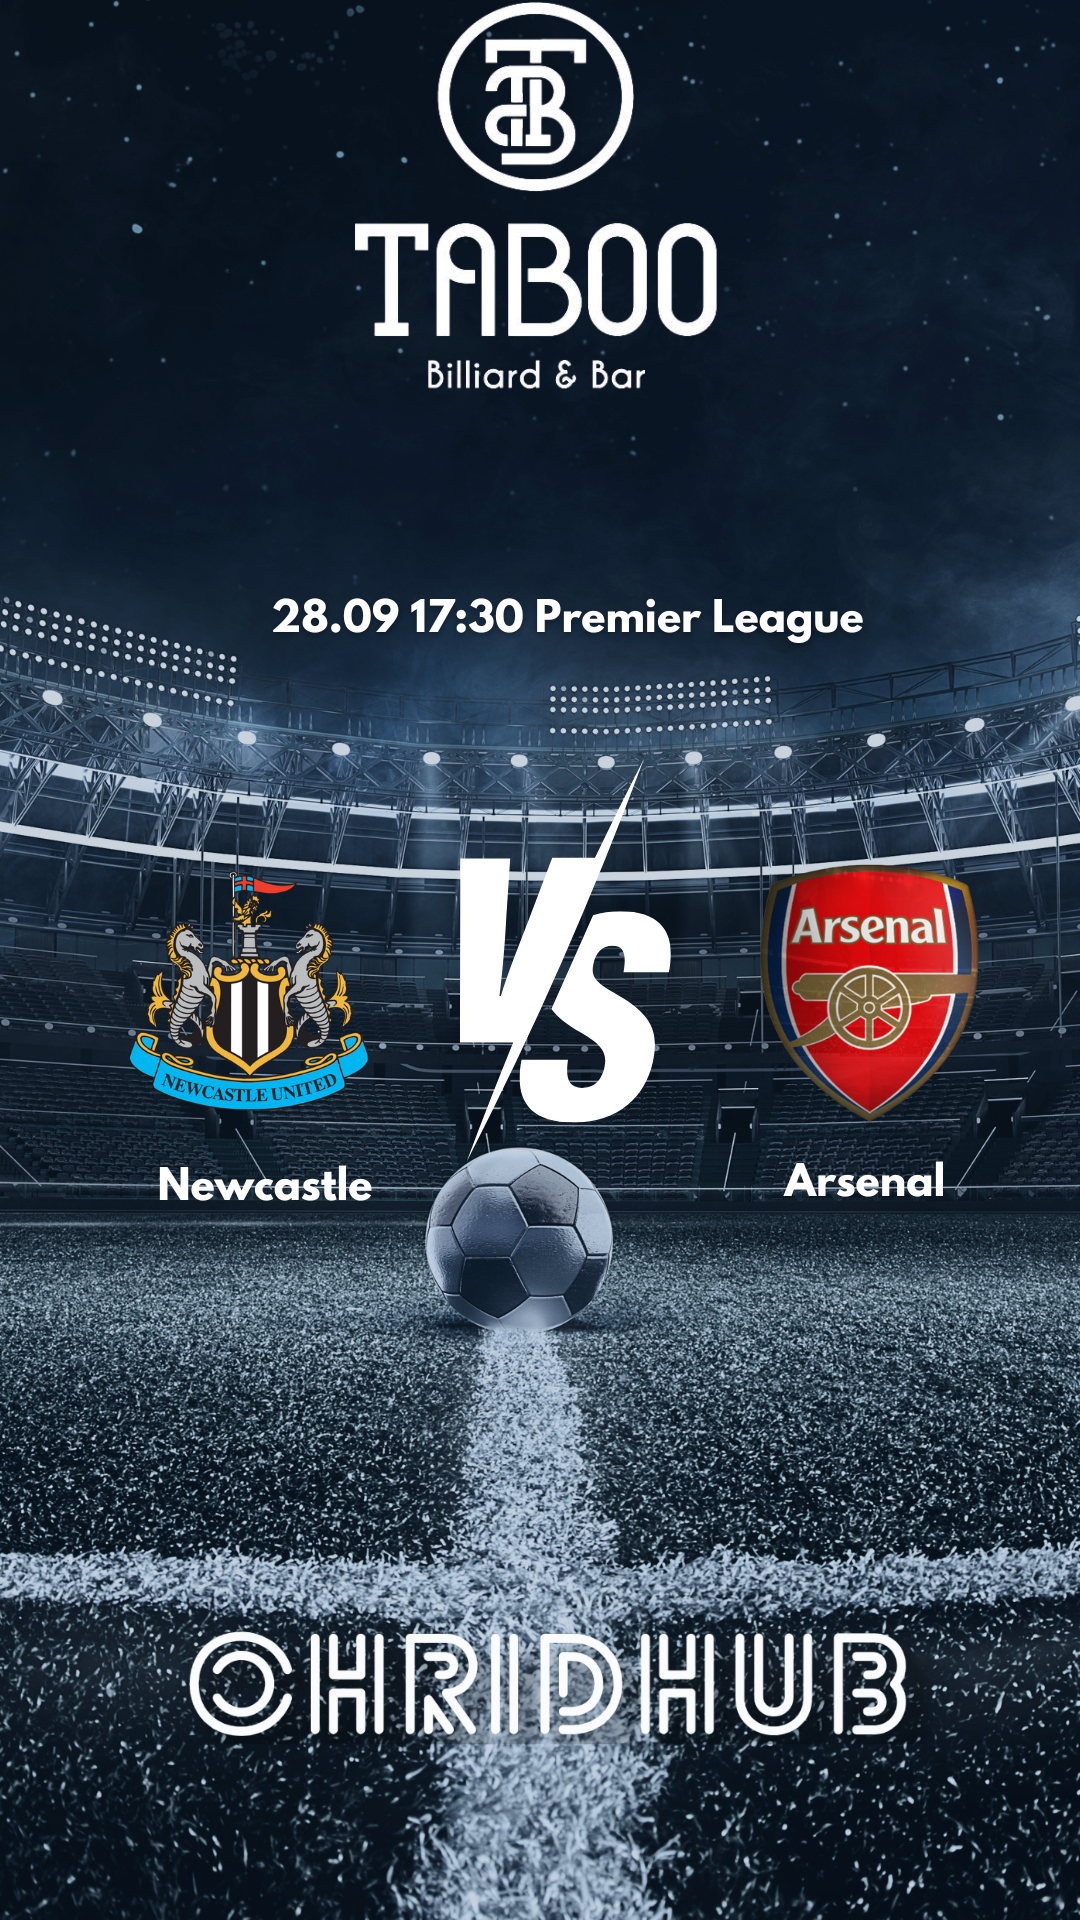 TABOO
Billiard & Bar
28.09 17:30 Premier League
VS
Arsenal
NEWCASTLE UNITED
Newcastle
Arsenal
OHRIDHUB